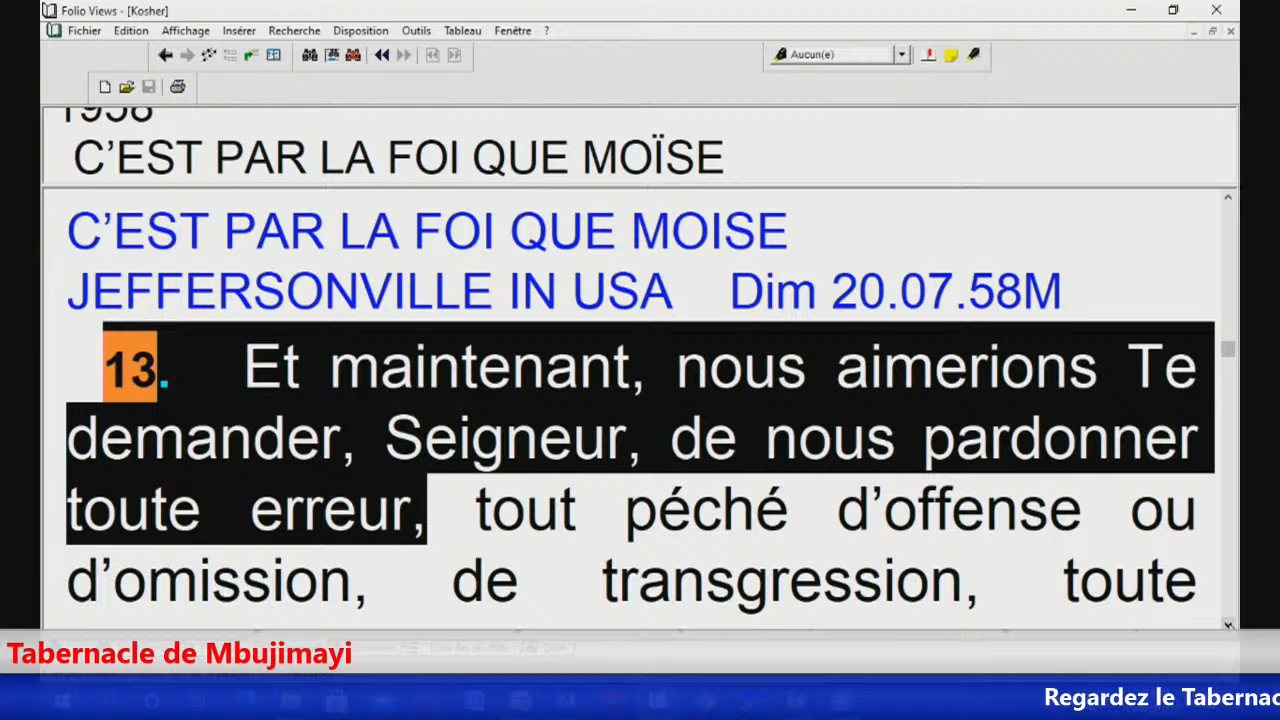 Folio Views - [Kosher]
Fichier Edition Affichage Insérer Recherche Disposition Outils Tableau Fenêtre ?
Aucun(e)
1958
C’EST PAR LA FOI QUE MOÏSE
C’EST PAR LA FOI QUE MOISE
JEFFERSONVILLE IN USA Dim 20.07.58M
13. Et maintenant, nous aimerions Te
demander, Seigneur, de nous pardonner
toute erreur, tout péché d’offense ou
d’omission, de transgression, toute
Tabernacle de Mbujimayi
Regardez le Tabernac